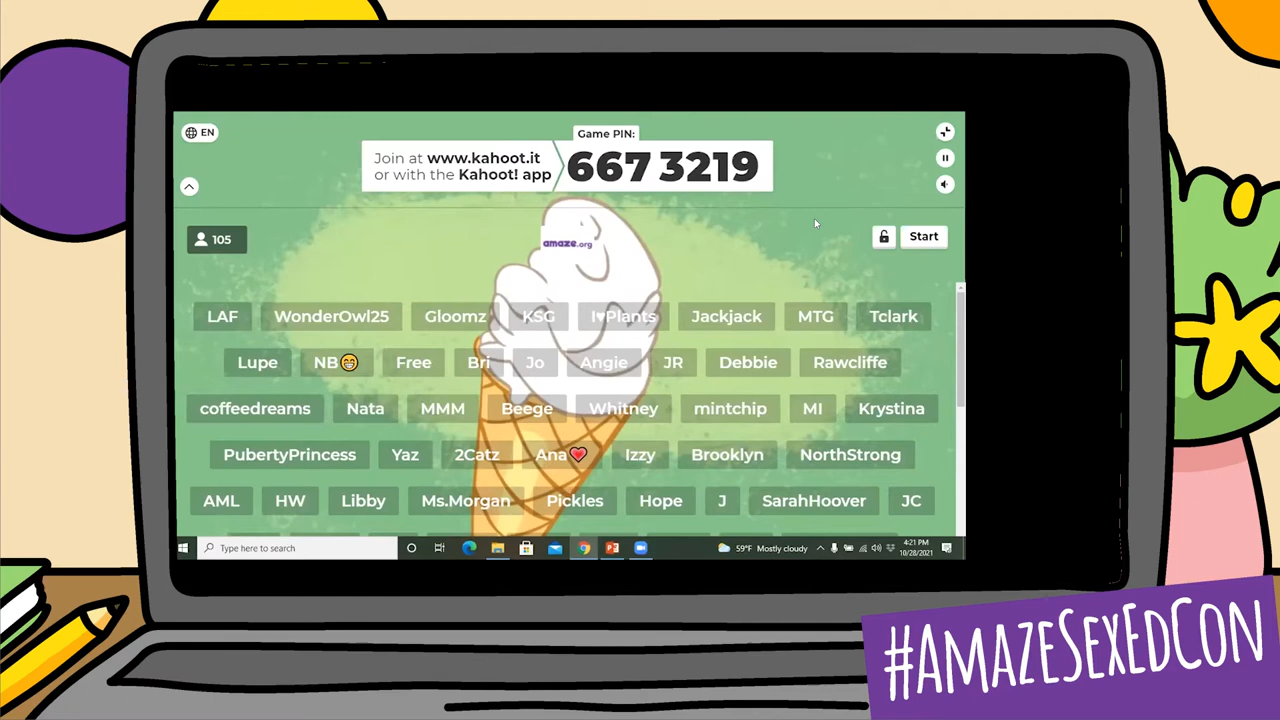 EN
Game PIN:
Join at www.kahoot.it
or with the Kahoot! app
667 3219
amaze.org
105
Start
LAF WonderOwl25 Gloomz KSG I♥Plants Jackjack MTG Tclark
Lupe NB😁 Free Bri Jo Angie JR Debbie Rawcliffe
coffeedreams Nata MMM Beege Whitney mintchip MI Krystina
PubertyPrincess Yaz 2Catz Ana❤️ Izzy Brooklyn NorthStrong
AML HW Libby Ms.Morgan Pickles Hope J SarahHoover JC
Type here to search
59°F Mostly cloudy
4:21 PM
10/28/2021
#AMAZESEXEDCON